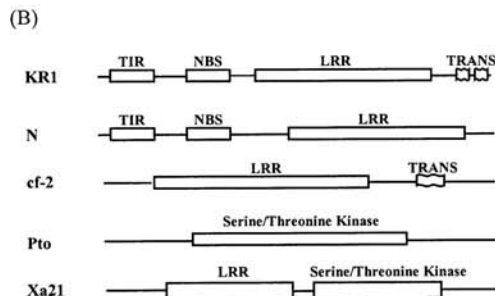 (B)
TIR NBS LRR TRANS
KR1
TIR NBS LRR
N
LRR TRANS
cf-2
Serine/Threonine Kinase
Pto
LRR Serine/Threonine Kinase
Xa21